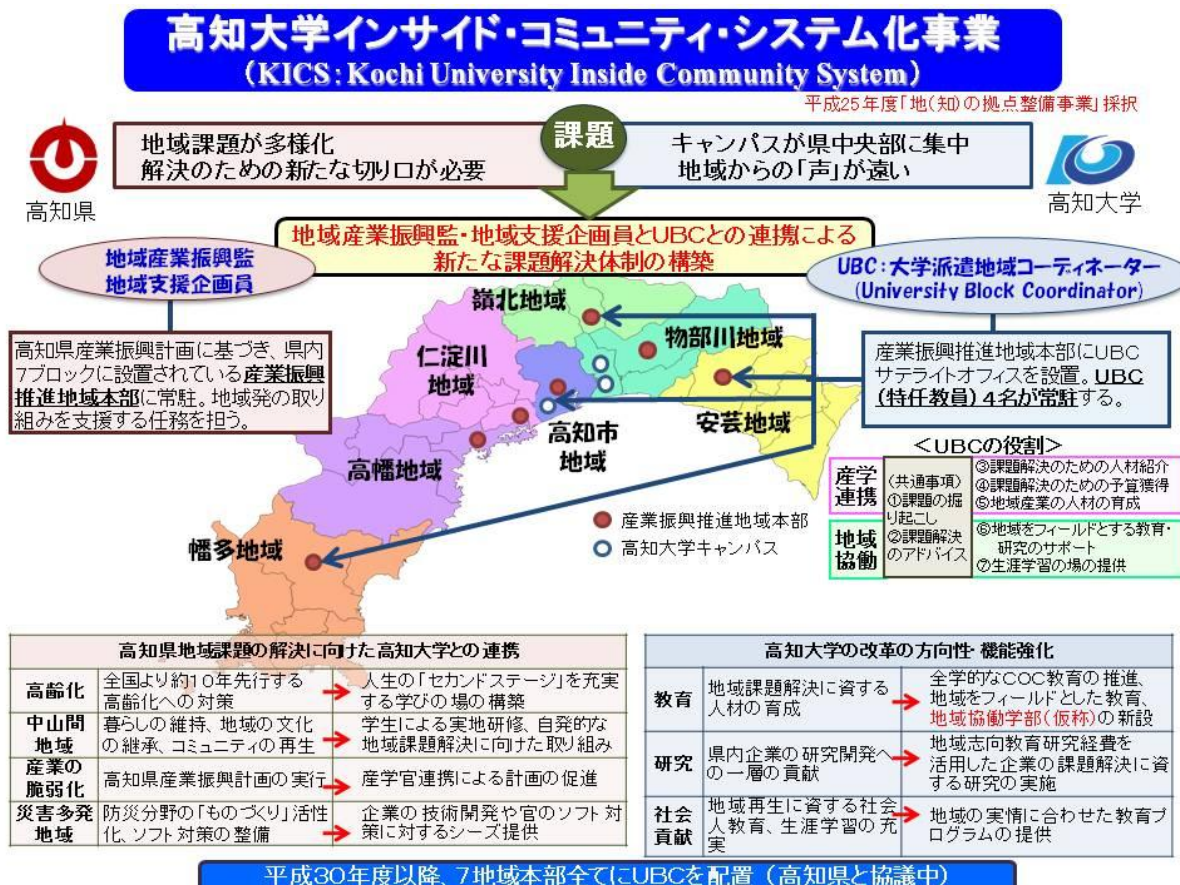 高知大学インサイド・コミュニティ・システム化事業
（KICS：Kochi University Inside Community System）
平成25年度「地(知)の拠点整備事業」採択
高知県
地域課題が多様化
解決のための新たな切り口が必要
課題
キャンパスが県中央部に集中
地域からの「声」が遠い
高知大学
地域産業振興監・地域支援企画員とUBCとの連携による
新たな課題解決体制の構築
地域産業振興監
地域支援企画員
UBC：大学派遣地域コーディネーター
(University Block Coordinator)
高知県産業振興計画に基づき、県内
7ブロックに設置されている産業振興
推進地域本部に常駐。地域発の取り
組みを支援する任務を担う。
産業振興推進地域本部にUBC
サテライトオフィスを設置。UBC
（特任教員）4名が常駐する。
嶺北地域
物部川地域
仁淀川
地域
安芸地域
高知市
地域
高幡地域
幡多地域
産業振興推進地域本部
高知大学キャンパス
＜UBCの役割＞
産学
連携
地域
協働
(共通事項)
①課題の掘
り起こし
②課題解決
のアドバイス
③課題解決のための人材紹介
④課題解決のための予算獲得
⑤地域産業の人材の育成
⑥地域をフィールドとする教育・
研究のサポート
⑦生涯学習の場の提供
高知県地域課題の解決に向けた高知大学との連携
高齢化
全国より約10年先行する
高齢化への対策
人生の「セカンドステージ」を充実
する学びの場の構築
中山間
地域
暮らしの維持、地域の文化
の継承、コミュニティの再生
学生による実地研修、自発的な
地域課題解決に向けた取り組み
産業の
脆弱化
高知県産業振興計画の実行
産学官連携による計画の促進
災害多発
地域
防災分野の「ものづくり」活性
化、ソフト対策の整備
企業の技術開発や官のソフト対
策に対するシーズ提供
高知大学の改革の方向性・機能強化
教育
地域課題解決に資する
人材の育成
全学的なCOC教育の推進、
地域をフィールドとした教育、
地域協働学部(仮称)の新設
研究
県内企業の研究開発へ
の一層の貢献
地域志向教育研究経費を
活用した企業の課題解決に資
する研究の実施
社会
貢献
地域再生に資する社会
人教育、生涯学習の充
実
地域の実情に合わせた教育プ
ログラムの提供
平成30年度以降、7地域本部全てにUBCを配置（高知県と協議中）